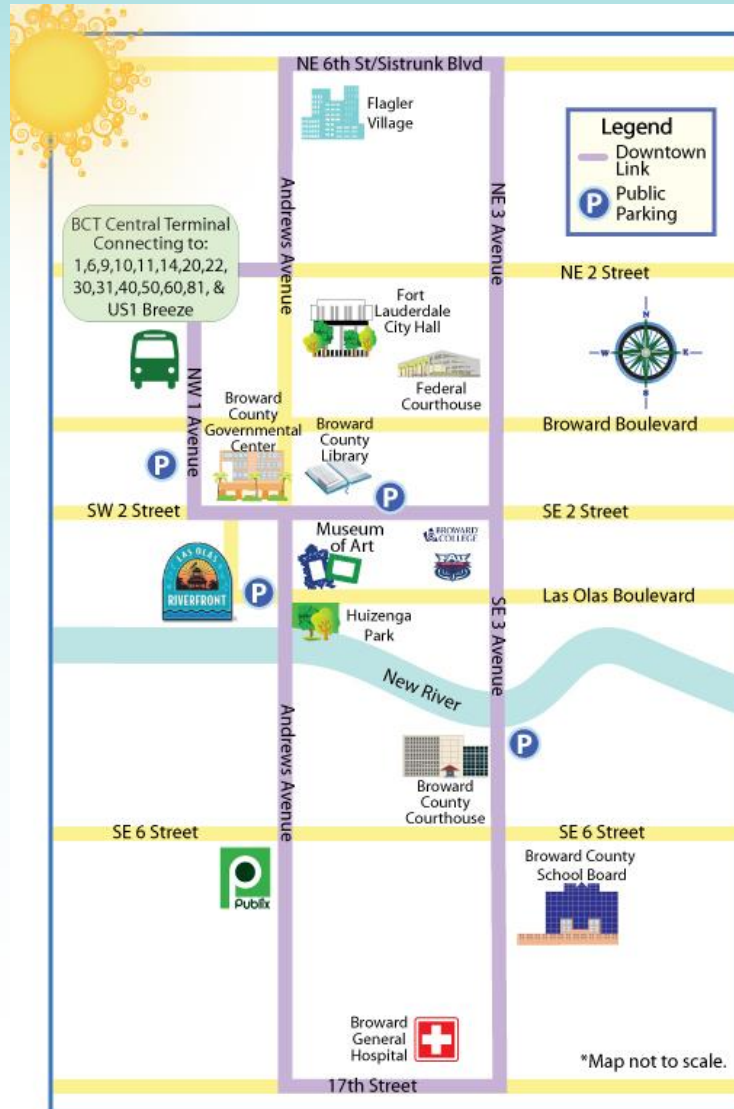 NE 6th St/Sistrunk Blvd
Flagler
Village
Legend
Downtown
Link
P
Public
Parking
Andrews Avenue
NE 3 Avenue
BCT Central Terminal
Connecting to:
1,6,9,10,11,14,20,22,
30,31,40,50,60,81, &
US1 Breeze
NE 2 Street
Fort
Lauderdale
City Hall
N
W
E
S
Federal
Courthouse
NW 1 Avenue
Broward
County
Governmental
Center
Broward
County
Library
Broward Boulevard
P
P
SW 2 Street
SE 2 Street
Museum
of Art
BROWARD
COLLEGE
FAU
LAS OLAS
RIVERFRONT
P
Las Olas Boulevard
SE 3 Avenue
Huizenga
Park
New River
Andrews Avenue
P
Broward
County
Courthouse
SE 6 Street
SE 6 Street
Publix
Broward County
School Board
Broward
General
Hospital
*Map not to scale.
17th Street